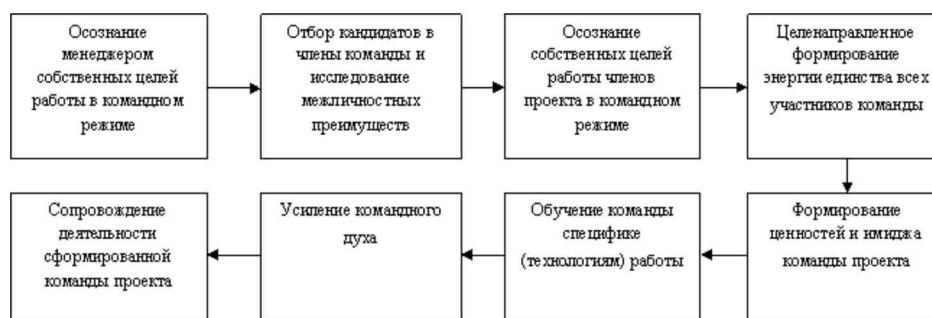 Осознание
менеджером
собственных целей
работы в командном
режиме
Отбор кандидатов в
члены команды и
исследование
межличностных
преимуществ
Осознание
собственных целей
работы членов
проекта в командном
режиме
Целенаправленное
формирование
энергии единства всех
участников команды
Формирование
ценностей и имиджа
команды проекта
Обучение команды
специфике
(технологиям) работы
Усиление командного
духа
Сопровождение
деятельности
сформированной
команды проекта